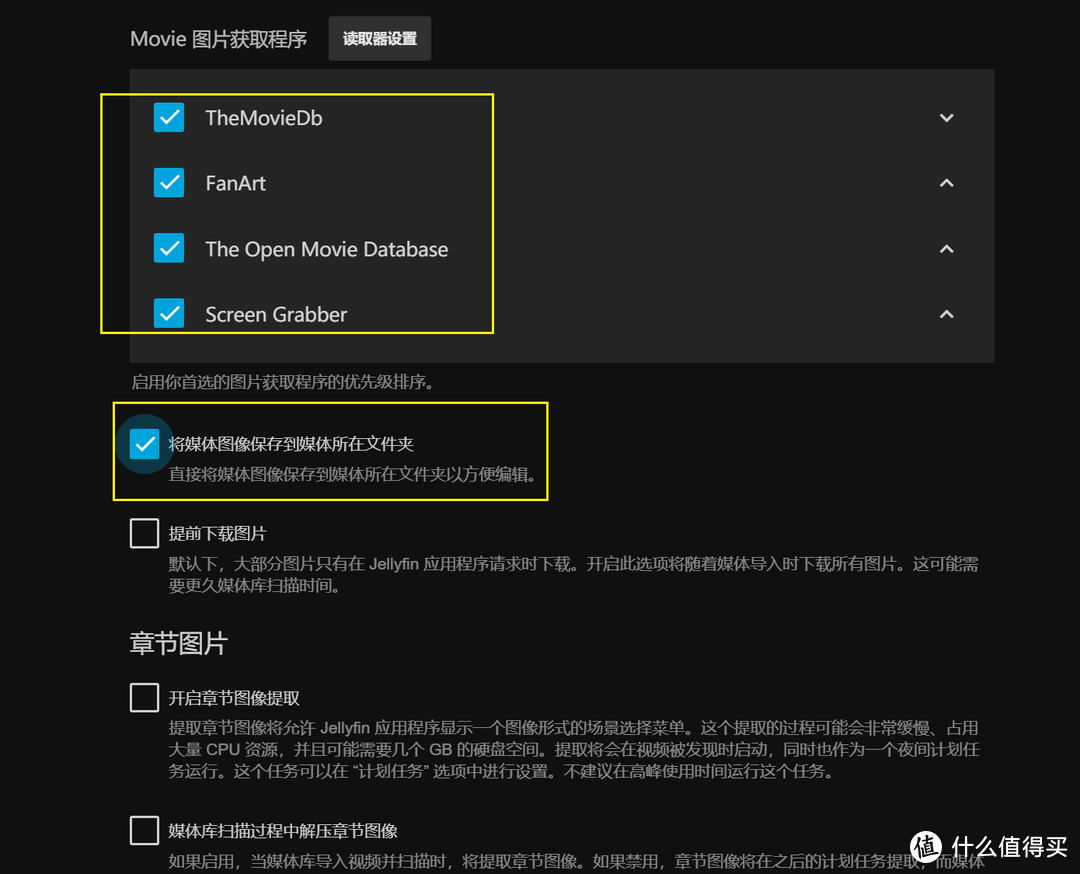 Movie 图片获取程序
读取器设置
TheMovieDb
FanArt
The Open Movie Database
Screen Grabber
启用你首选的图片获取程序的优先级排序。
将媒体图像保存到媒体所在文件夹
直接将媒体图像保存到媒体所在文件夹以方便编辑。
提前下载图片
默认下，大部分图片只有在 Jellyfin 应用程序请求时下载。开启此选项将随着媒体导入时下载所有图片。这可能需
要更久媒体库扫描时间。
章节图片
开启章节图像提取
提取章节图像将允许 Jellyfin 应用程序显示一个图像形式的场景选择菜单。这个提取的过程可能会非常缓慢、占用
大量 CPU 资源，并且可能需要几个 GB 的硬盘空间。提取将会在视频被发现时启动，同时也作为一个夜间计划任
务运行。这个任务可以在 “计划任务” 选项中进行设置。不建议在高峰使用时间运行这个任务。
媒体库扫描过程中解压章节图像
如果启用，当媒体库导入视频并扫描时，将提取章节图像。如果禁用，章节图像将在之后的计划任务提取，而媒体
值 什么值得买